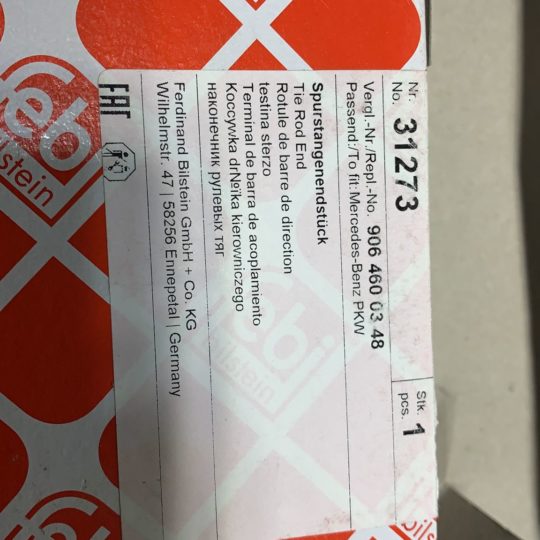 Nr. No. 31273
Stk. pcs. 1
Vergl.-Nr./Repl.-No. 906 460 03 48
Passend:/To fit: Mercedes-Benz PKW
Spurstangenendstück
Tie Rod End
Rotule de barre de direction
testina sterzo
Terminal de barra de acoplamiento
Koccyvka drNeika kierowniczego
наконечник рулевых тяг
Ferdinand Bilstein GmbH + Co. KG
Wilhelmstr. 47 | 58256 Ennepetal | Germany
EAC
febi
bilstein